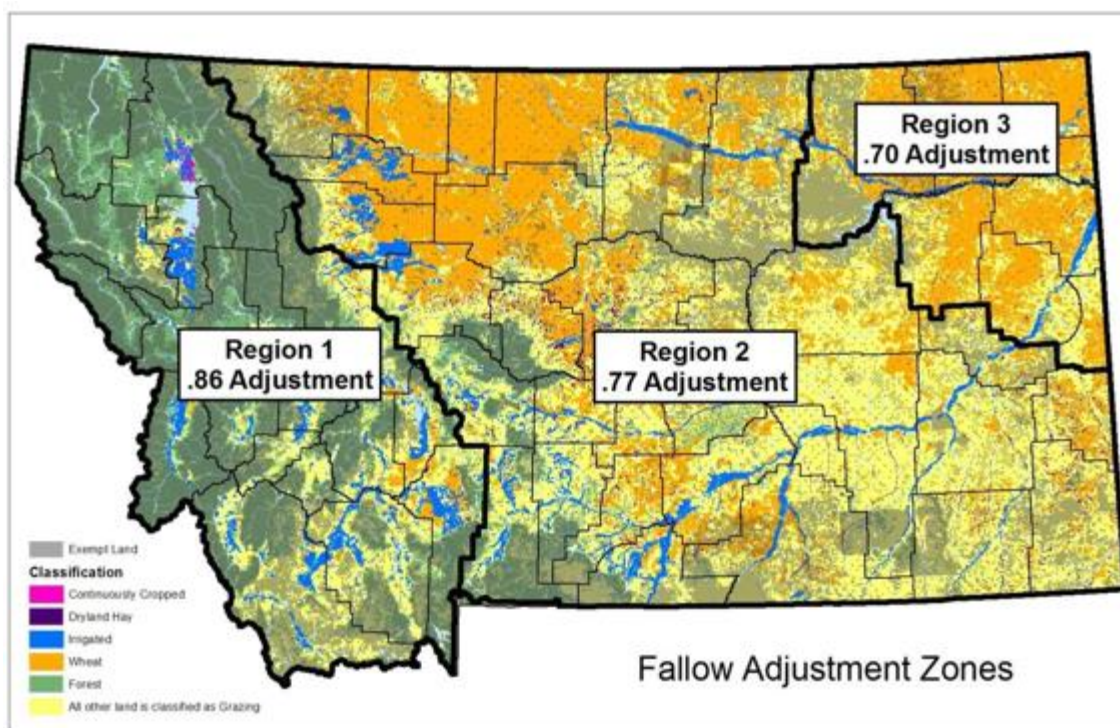 Region 3
.70 Adjustment
Region 1
.86 Adjustment
Region 2
.77 Adjustment
Exempt Land
Classification
Continuously Cropped
Dryland Hay
Irrigated
Wheat
Forest
All other land is classified as Grazing
Fallow Adjustment Zones